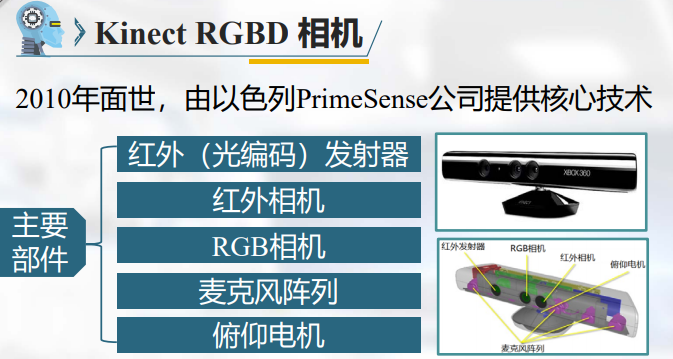 Kinect RGBD 相机
2010年面世，由以色列PrimeSense公司提供核心技术
主要
部件
红外（光编码）发射器
红外相机
RGB相机
麦克风阵列
俯仰电机
XBOX360
KINECT
红外发射器
RGB相机
红外相机
俯仰电机
麦克风阵列